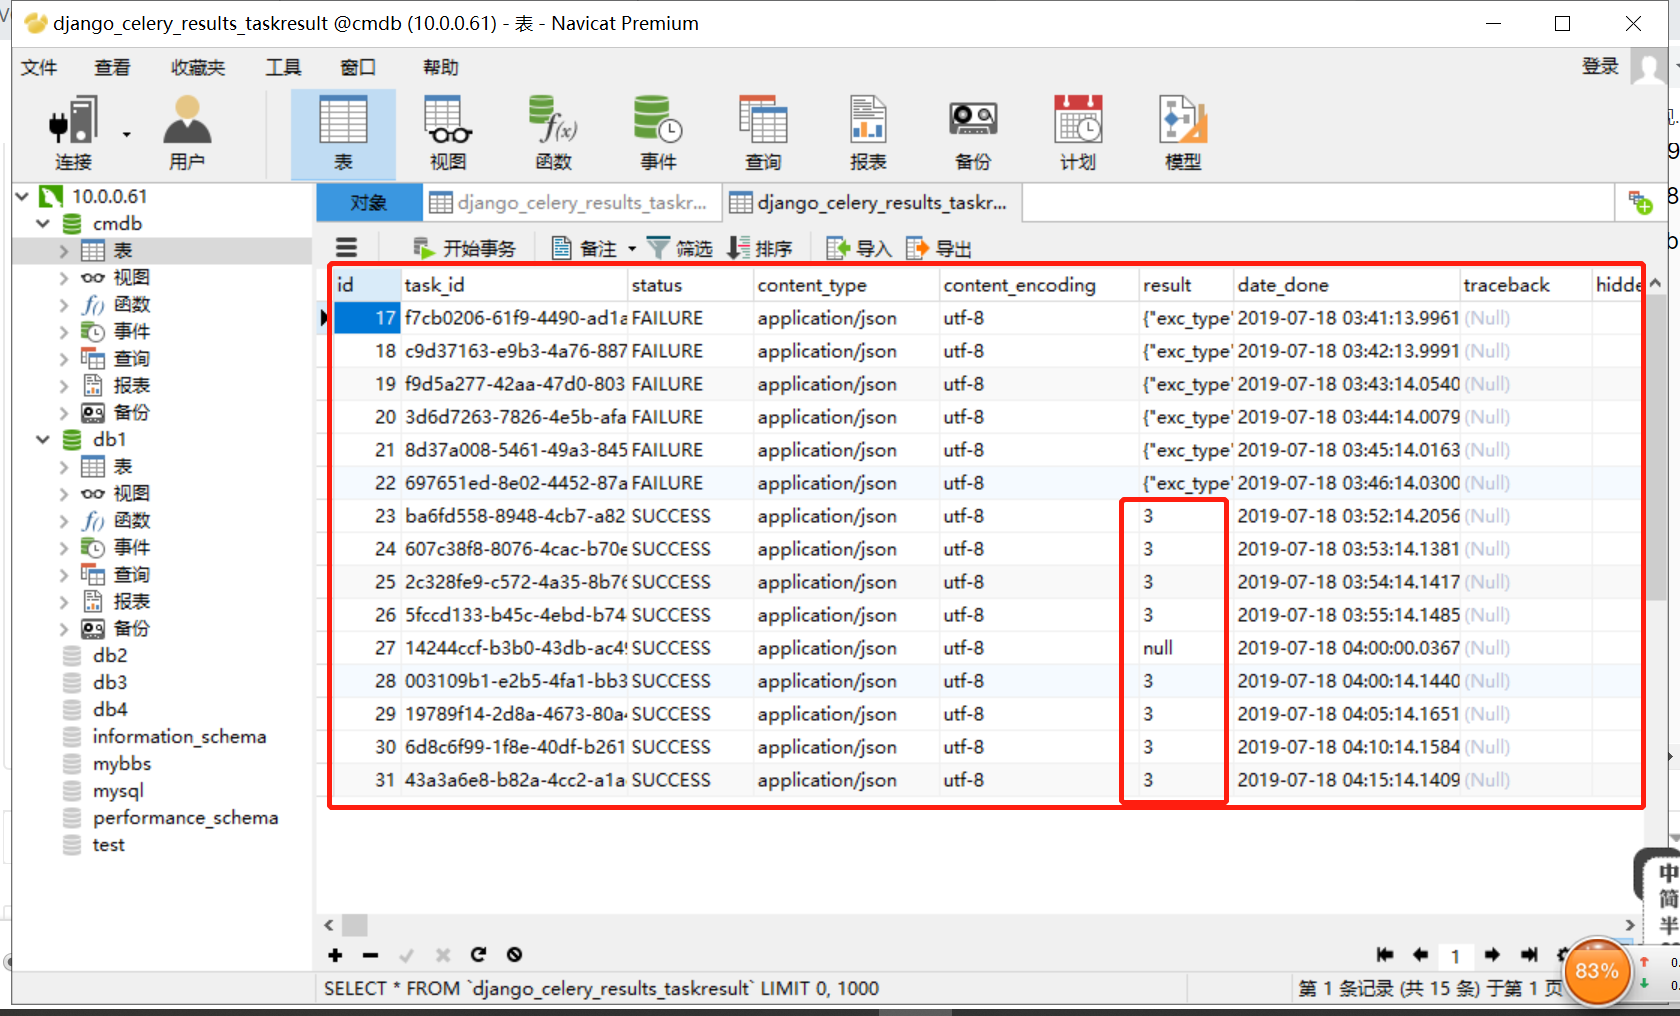 django_celery_results_taskresult @cmdb (10.0.0.61) - 表 - Navicat Premium
文件 查看 收藏夹 工具 窗口 帮助 登录
连接 用户 表 视图 函数 事件 查询 报表 备份 计划 模型
10.0.0.61
cmdb
表
视图
函数
事件
查询
报表
备份
db1
表
视图
函数
事件
查询
报表
备份
db2
db3
db4
information_schema
mybbs
mysql
performance_schema
test
对象 django_celery_results_taskr... django_celery_results_taskr...
开始事务 备注 筛选 排序 导入 导出
id task_id status content_type content_encoding result date_done traceback hidde
17 f7cb0206-61f9-4490-ad1a FAILURE application/json utf-8 {"exc_type" 2019-07-18 03:41:13.9961 (Null)
18 c9d37163-e9b3-4a76-887 FAILURE application/json utf-8 {"exc_type" 2019-07-18 03:42:13.9991 (Null)
19 f9d5a277-42aa-47d0-803 FAILURE application/json utf-8 {"exc_type" 2019-07-18 03:43:14.0540 (Null)
20 3d6d7263-7826-4e5b-afa FAILURE application/json utf-8 {"exc_type" 2019-07-18 03:44:14.0079 (Null)
21 8d37a008-5461-49a3-845 FAILURE application/json utf-8 {"exc_type" 2019-07-18 03:45:14.0163 (Null)
22 697651ed-8e02-4452-87a FAILURE application/json utf-8 {"exc_type" 2019-07-18 03:46:14.0300 (Null)
23 ba6fd558-8948-4cb7-a82 SUCCESS application/json utf-8 3 2019-07-18 03:52:14.2056 (Null)
24 607c38f8-8076-4cac-b70e SUCCESS application/json utf-8 3 2019-07-18 03:53:14.1381 (Null)
25 2c328fe9-c572-4a35-8b76 SUCCESS application/json utf-8 3 2019-07-18 03:54:14.1417 (Null)
26 5fccd133-b45c-4ebd-b74 SUCCESS application/json utf-8 3 2019-07-18 03:55:14.1485 (Null)
27 14244ccf-b3b0-43db-ac49 SUCCESS application/json utf-8 null 2019-07-18 04:00:00.0367 (Null)
28 003109b1-e2b5-4fa1-bb3 SUCCESS application/json utf-8 3 2019-07-18 04:00:14.1440 (Null)
29 19789f14-2d8a-4673-80a SUCCESS application/json utf-8 3 2019-07-18 04:05:14.1651 (Null)
30 6d8c6f99-1f8e-40df-b261 SUCCESS application/json utf-8 3 2019-07-18 04:10:14.1584 (Null)
31 43a3a6e8-b82a-4cc2-a1a SUCCESS application/json utf-8 3 2019-07-18 04:15:14.1409 (Null)
中
简
半
1
83%
SELECT * FROM `django_celery_results_taskresult` LIMIT 0, 1000
第 1 条记录 (共 15 条) 于第 1 页